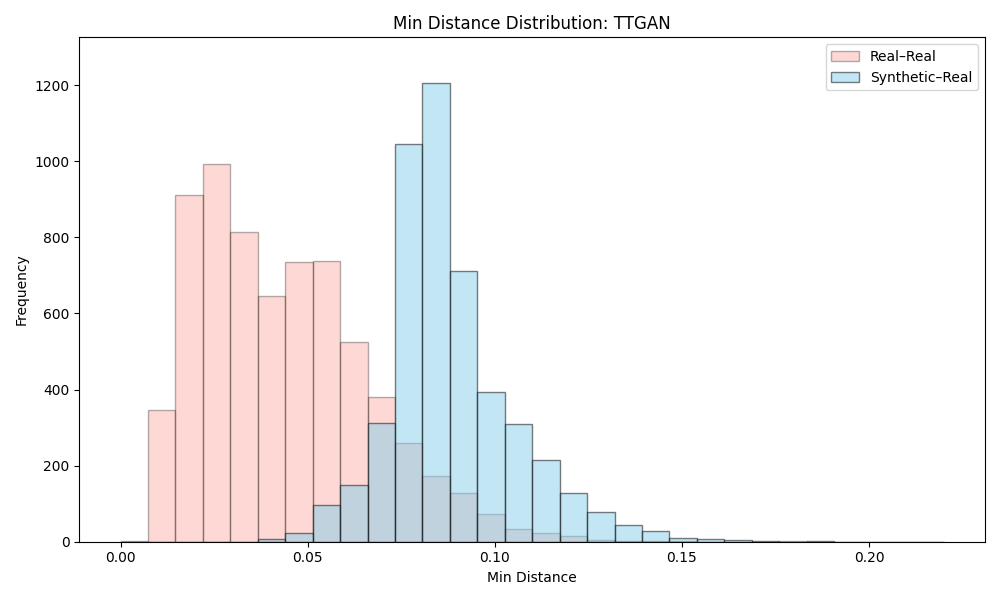 Min Distance Distribution: TTGAN
Real–Real
Synthetic–Real
Frequency
1200
1000
800
600
400
200
0
0.00
0.05
0.10
0.15
0.20
Min Distance